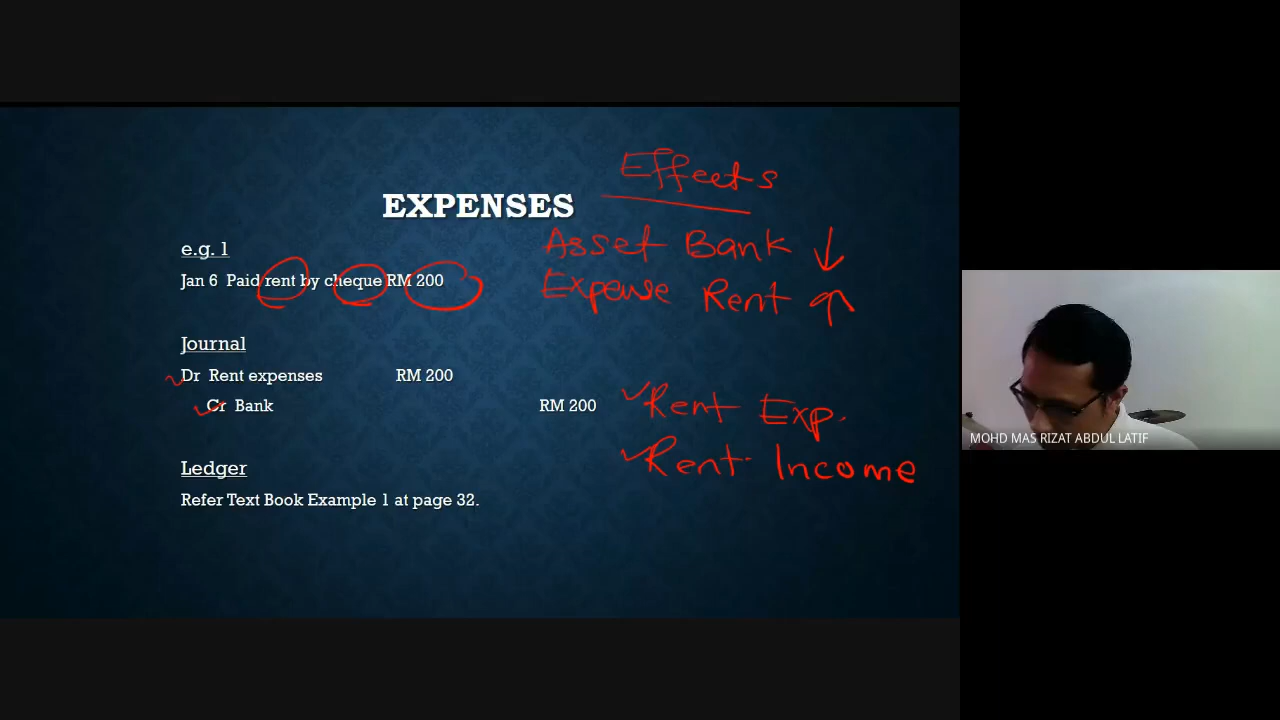 Effects
EXPENSES
e.g. 1
Asset Bank ↓
Jan 6 Paid rent by cheque RM 200
Expense Rent ↑
Journal
Dr Rent expenses RM 200
Cr Bank RM 200
✓Rent Exp.
✓Rent Income
Ledger
Refer Text Book Example 1 at page 32.
MOHD MAS RIZAT ABDUL LATIF